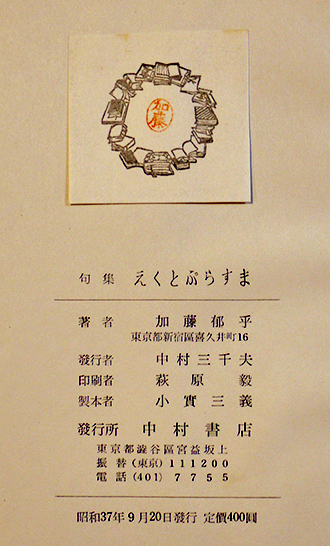 加藤
句集 えくとぷらすま
著者 加藤郁乎
東京都新宿區喜久井町16
發行者 中村三千夫
印刷者 萩原毅
製本者 小實三義
發行所 中村書店
東京都澁谷區宮益坂上
振替(東京)111200
電話(401)7755
昭和37年9月20日發行 定價400圓